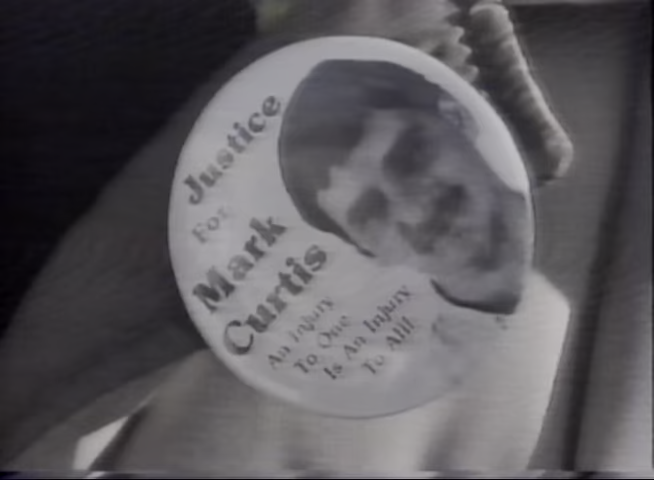 Justice
For
Mark
Curtis
An Injury
To One
Is An Injury
To All!